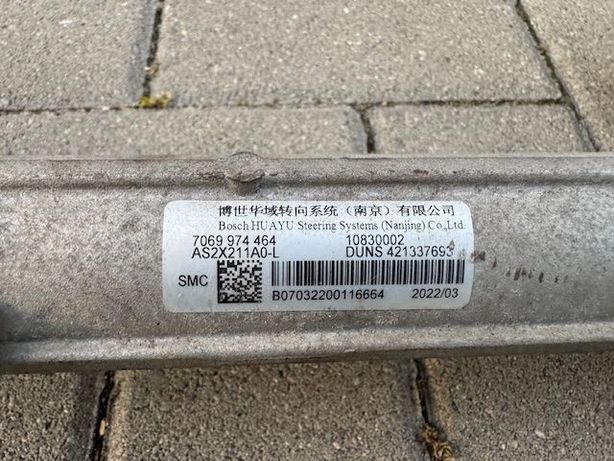 博世华域转向系统（南京）有限公司
Bosch HUAYU Steering Systems (Nanjing) Co.,Ltd.
7069 974 464 10830002
AS2X211A0-L DUNS 421337693
SMC
B07032200116664 2022/03